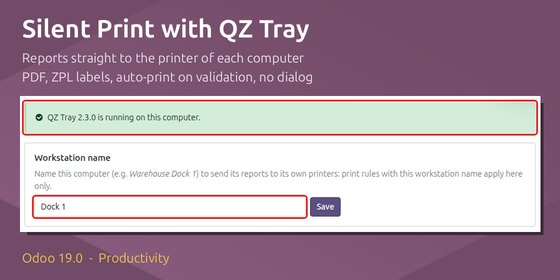 Silent Print with QZ Tray
Reports straight to the printer of each computer
PDF, ZPL labels, auto-print on validation, no dialog
QZ Tray 2.3.0 is running on this computer.
Workstation name
Name this computer (e.g. Warehouse Dock 1) to send its reports to its own printers: print rules with this workstation name apply here
only.
Dock 1
Save
Odoo 19.0 - Productivity